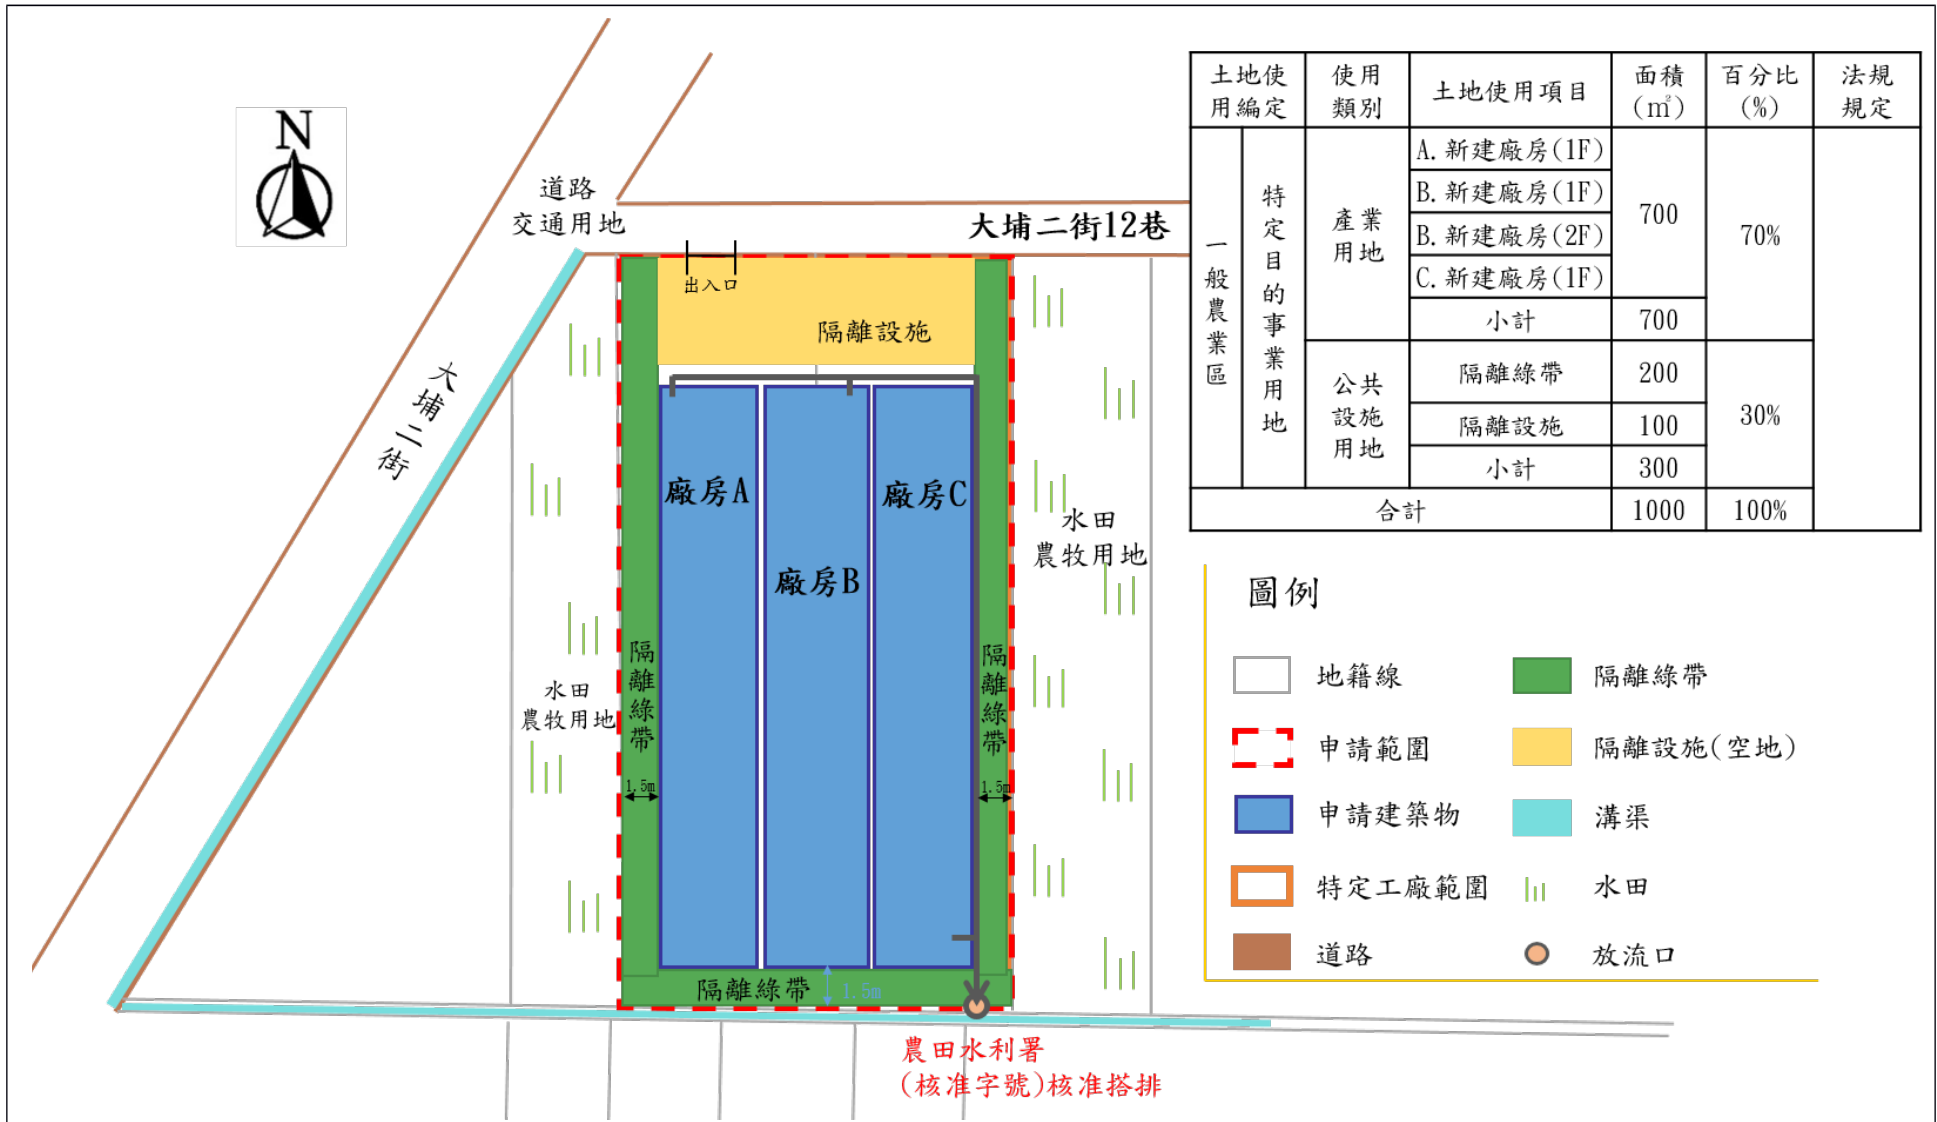 N
道路
交通用地
大埔二街12巷
出入口
隔離設施
大埔二街
廠房A
廠房B
廠房C
水田
農牧用地
水田
農牧用地
隔離綠帶
隔離綠帶
1.5m
1.5m
隔離綠帶
1.5m
農田水利署
(核准字號)核准搭排
土地使用編定 使用類別 土地使用項目 面積(㎡) 百分比(%) 法規規定
一般農業區 特定目的事業用地 產業用地 A.新建廠房(1F) 700 70%
B.新建廠房(1F)
B.新建廠房(2F)
C.新建廠房(1F)
小計 700
公共設施用地 隔離綠帶 200 30%
隔離設施 100
小計 300
合計 1000 100%
圖例
地籍線
隔離綠帶
申請範圍
隔離設施(空地)
申請建築物
溝渠
特定工廠範圍
水田
道路
放流口